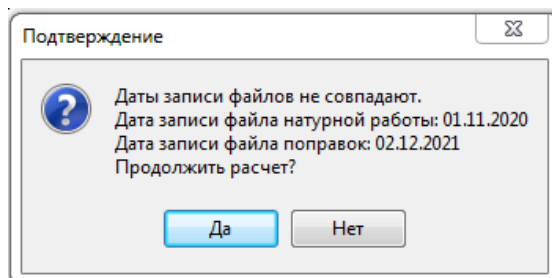 Подтверждение
Даты записи файлов не совпадают.
Дата записи файла натурной работы: 01.11.2020
Дата записи файла поправок: 02.12.2021
Продолжить расчет?
Да
Нет